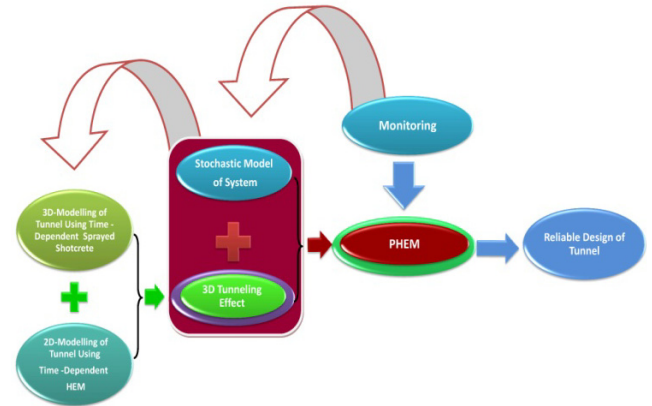 Monitoring
Stochastic Model
of System
3D-Modelling of
Tunnel Using Time -
Dependent Sprayed
Shotcrete
3D Tunneling
Effect
PHEM
Reliable Design of
Tunnel
2D-Modelling of
Tunnel Using
Time -Dependent
HEM